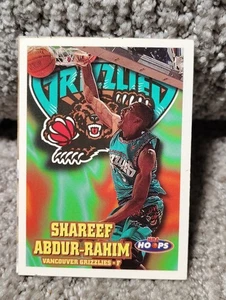 GRIZZLIES
SHAREEF
ABDUR-RAHIM
VANCOUVER GRIZZLIES • F
HOOPS